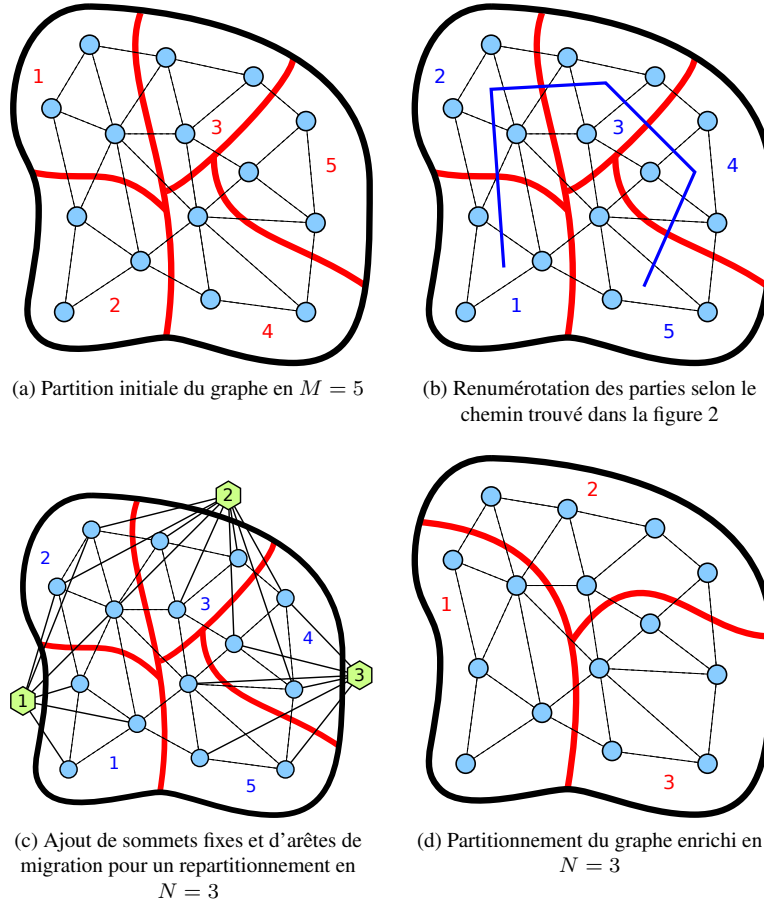 1
3
5
2
4
(a) Partition initiale du graphe en M = 5
2
3
4
1
5
(b) Renumérotation des parties selon le
chemin trouvé dans la figure 2
2
2
3
4
3
1
1
5
(c) Ajout de sommets fixes et d'arêtes de
migration pour un repartitionnement en
N = 3
2
1
3
(d) Partitionnement du graphe enrichi en
N = 3